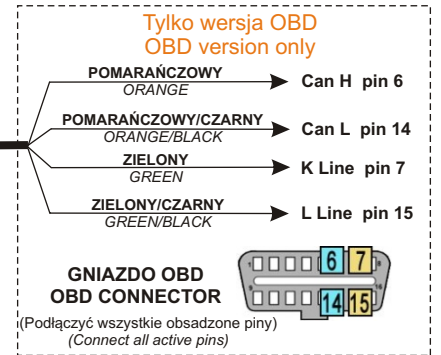 Tylko wersja OBD
OBD version only
POMARAŃCZOWY
ORANGE
Can H pin 6
POMARAŃCZOWY/CZARNY
ORANGE/BLACK
Can L pin 14
ZIELONY
GREEN
K Line pin 7
ZIELONY/CZARNY
GREEN/BLACK
L Line pin 15
GNIAZDO OBD
OBD CONNECTOR
6 7
14 15
(Podłączyć wszystkie obsadzone piny)
(Connect all active pins)